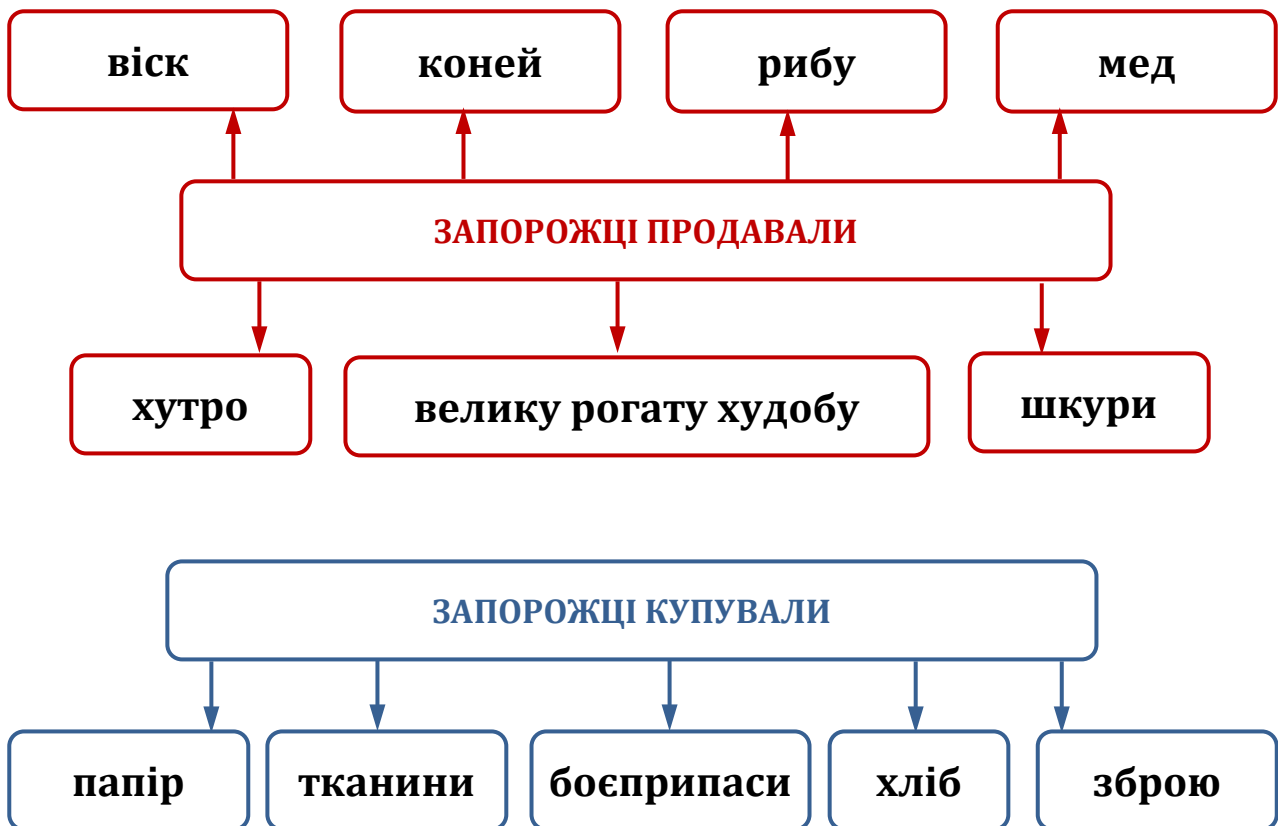 віск
коней
рибу
мед
ЗАПОРОЖЦІ ПРОДАВАЛИ
хутро
велику рогату худобу
шкури
ЗАПОРОЖЦІ КУПУВАЛИ
папір
тканини
боєприпаси
хліб
зброю